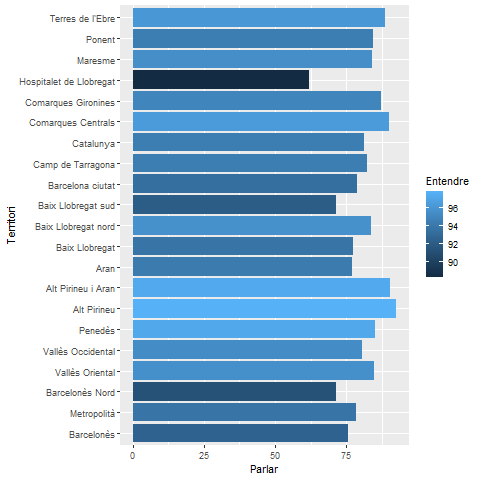 Terres de l'Ebre
Ponent
Maresme
Hospitalet de Llobregat
Comarques Gironines
Comarques Centrals
Catalunya
Camp de Tarragona
Barcelona ciutat
Baix Llobregat sud
Baix Llobregat nord
Baix Llobregat
Aran
Alt Pirineu i Aran
Alt Pirineu
Penedès
Vallès Occidental
Vallès Oriental
Barcelonès Nord
Metropolità
Barcelonès
Territori
0 25 50 75
Parlar
Entendre
96
94
92
90